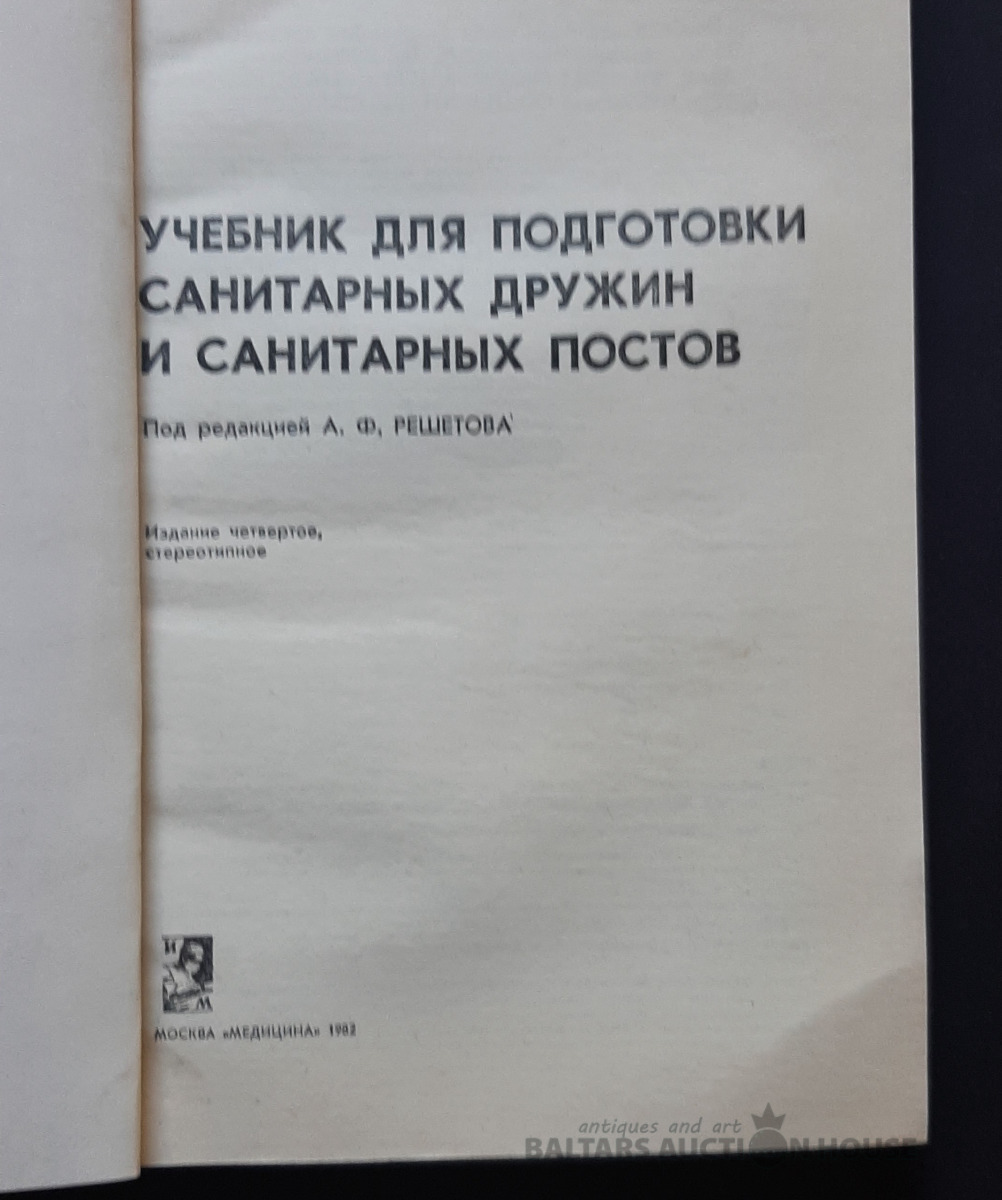 УЧЕБНИК ДЛЯ ПОДГОТОВКИ
САНИТАРНЫХ ДРУЖИН
И САНИТАРНЫХ ПОСТОВ
Под редакцией А. Ф. РЕШЕТОВА
Издание четвертое,
стереотипное
И
М
МОСКВА «МЕДИЦИНА» 1982
antiques and art
BALTARS AUCTION HOUSE